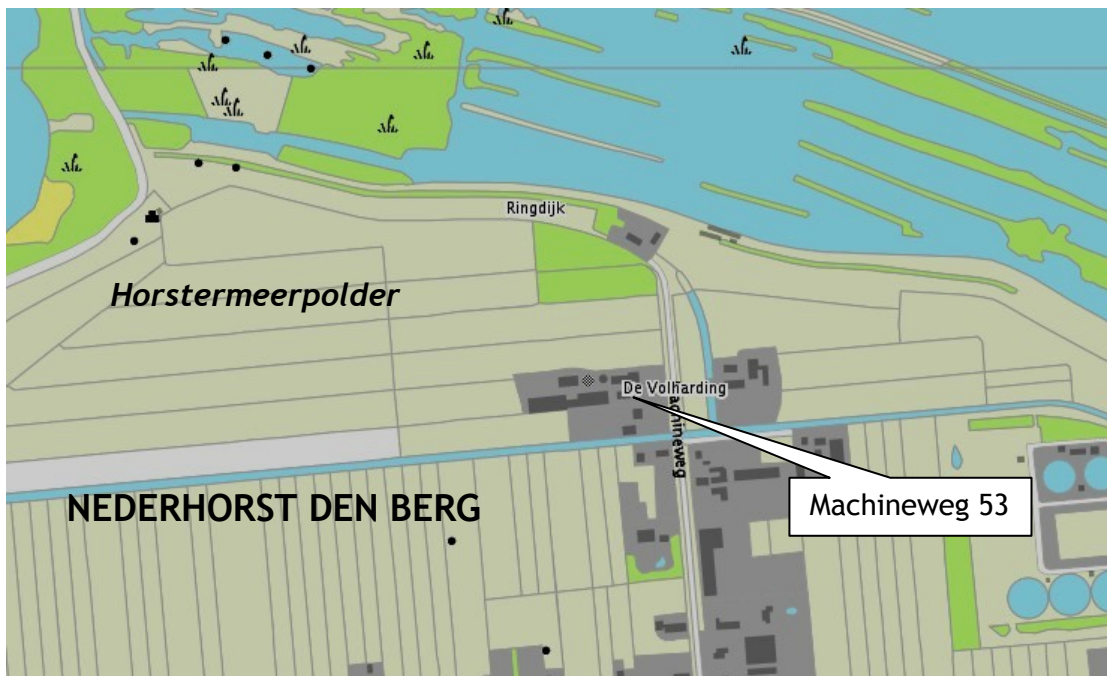 Ringdijk
Horstermeerpolder
De Volharding
Machineweg
NEDERHORST DEN BERG
Machineweg 53